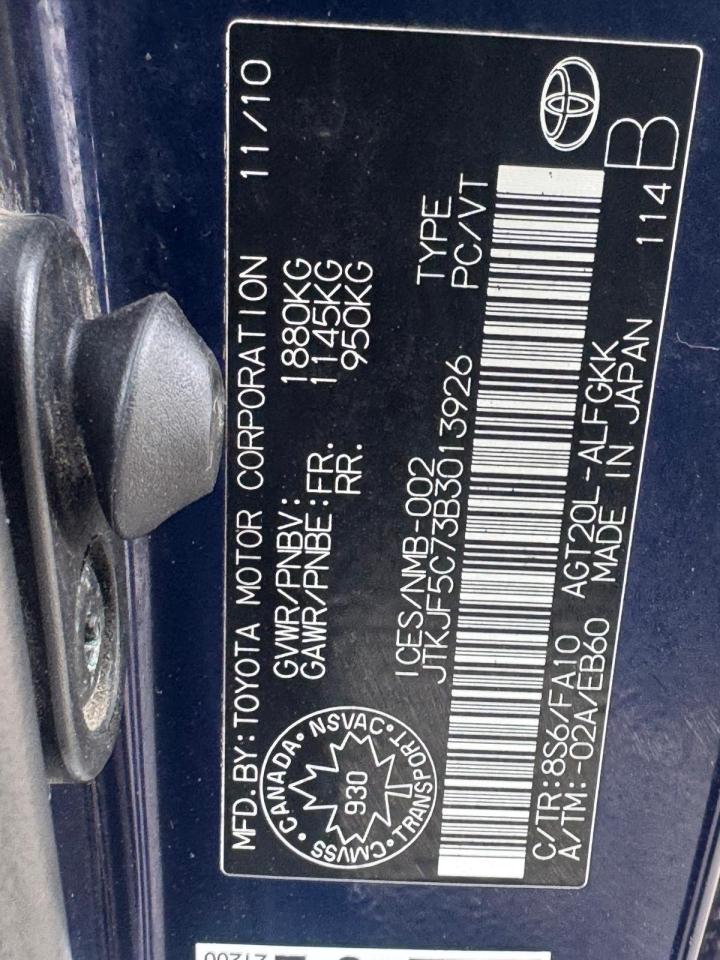 MFD.BY:TOYOTA MOTOR CORPORATION 11/10
GVWR/PNBV: 1880KG
GAWR/PNBE:FR. 1145KG
RR. 950KG
CANADA · NSVAC · TRANSPORT · CMVSS ·
930
ICES/NMB-002 TYPE
JTKJF5C73B3013926 PC/VT
C/TR:8S6/FA10 AGT20L-ALFGKK
A/TM:-02A/EB60 MADE IN JAPAN 114 B
21200